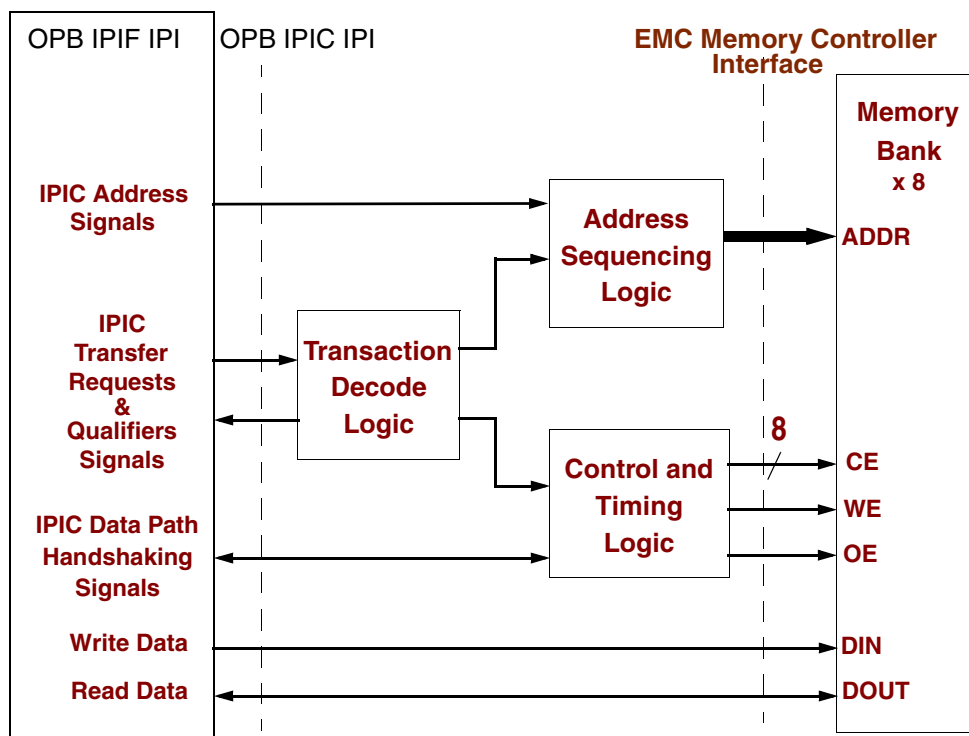 OPB IPIF IPI
OPB IPIC IPI
EMC Memory Controller
Interface
Memory
Bank
x 8
IPIC Address
Signals
Address
Sequencing
Logic
ADDR
IPIC
Transfer
Requests
&
Qualifiers
Signals
Transaction
Decode
Logic
8
Control and
Timing
Logic
CE
WE
OE
IPIC Data Path
Handshaking
Signals
Write Data
DIN
Read Data
DOUT